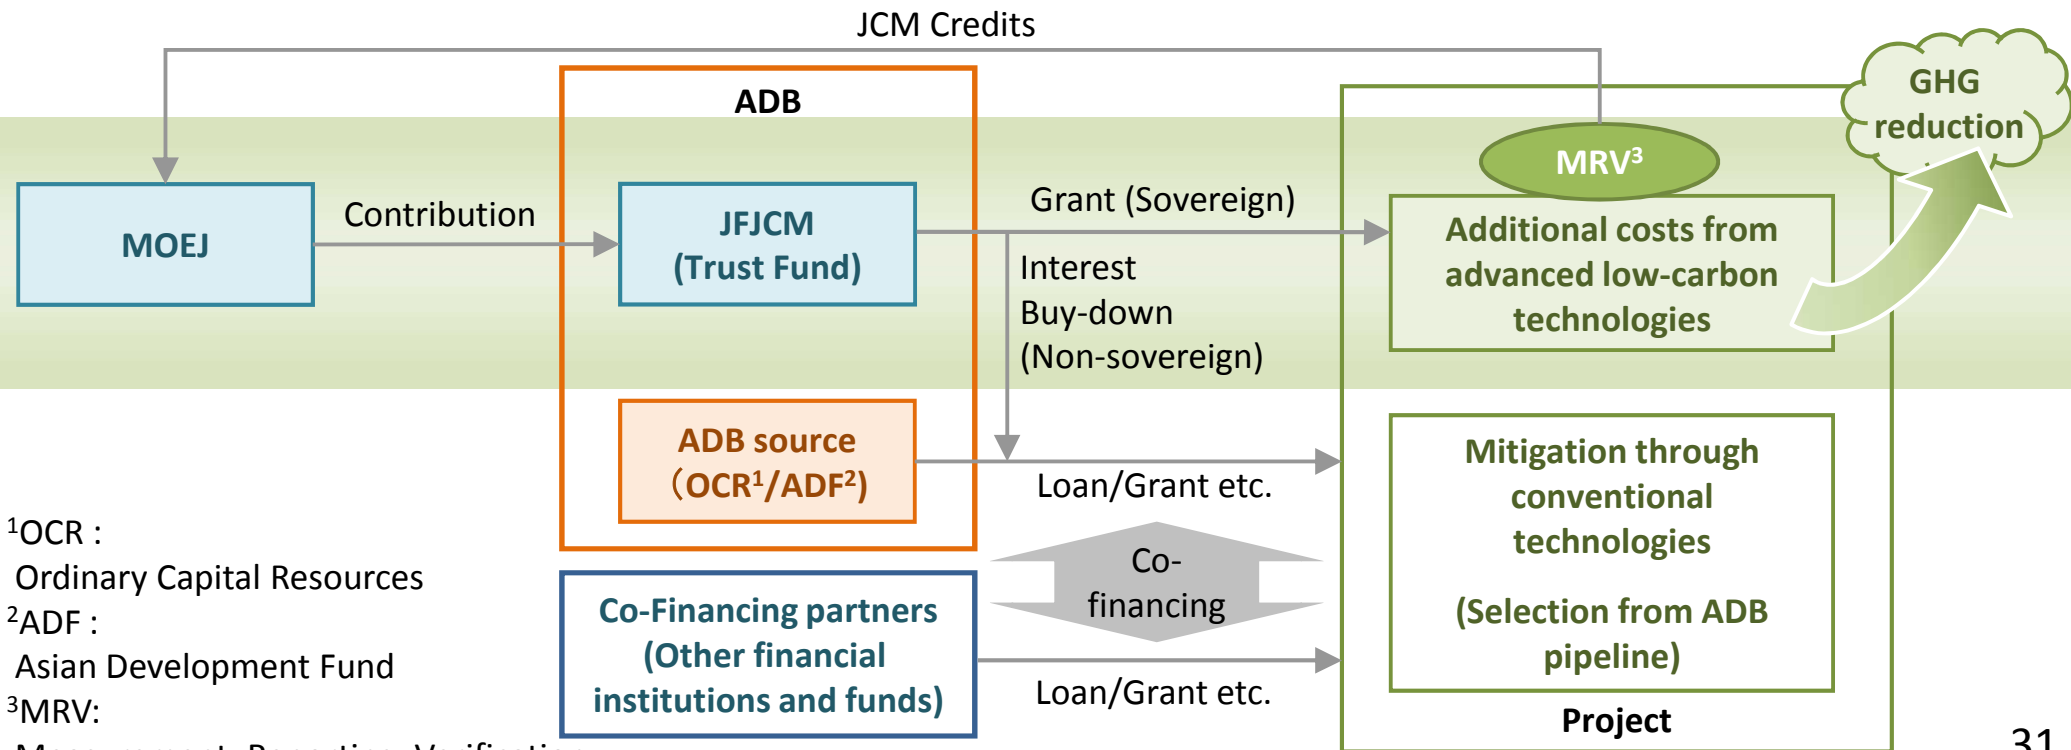 JCM Credits
ADB
GHG
reduction
MRV³
MOEJ
Contribution
JFJCM
(Trust Fund)
Grant (Sovereign)
Interest
Buy-down
(Non-sovereign)
Additional costs from
advanced low-carbon
technologies
ADB source
（OCR¹/ADF²)
Loan/Grant etc.
Mitigation through
conventional
technologies
(Selection from ADB
pipeline)
Co-
financing
Co-Financing partners
(Other financial
institutions and funds)
Loan/Grant etc.
Project
¹OCR :
Ordinary Capital Resources
²ADF :
Asian Development Fund
³MRV:
Measurement, Reporting, Verification
31